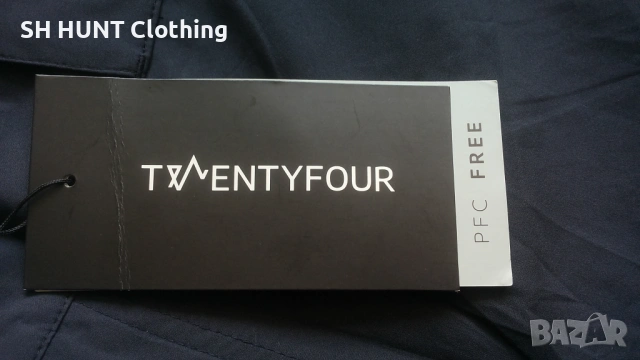 SH HUNT Clothing
TWENTYFOUR
PFC FREE
BAZAR